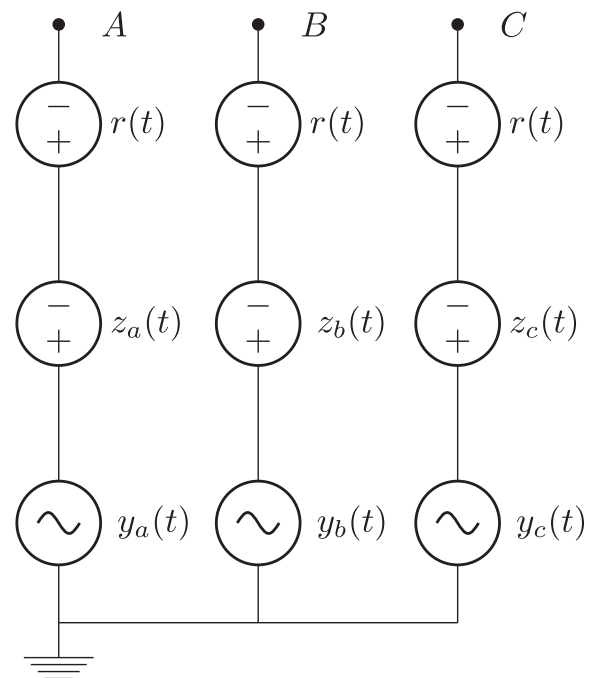 A B C
− − −
+ r(t) + r(t) + r(t)
− − −
+ z_a(t) + z_b(t) + z_c(t)
y_a(t) y_b(t) y_c(t)